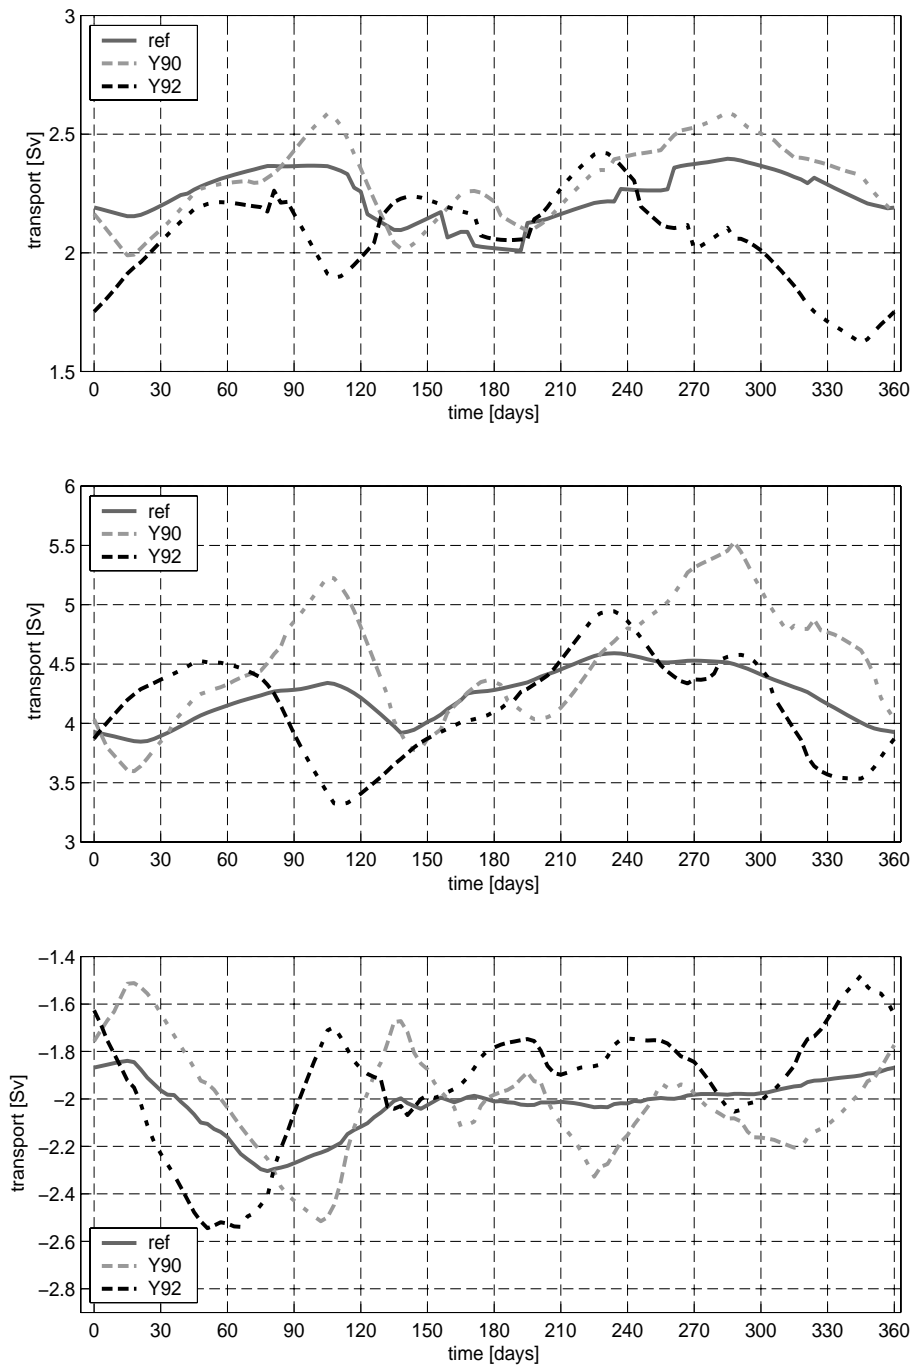 3
2.5
2
1.5
transport [Sv]
ref
Y90
Y92
0 30 60 90 120 150 180 210 240 270 300 330 360
time [days]
6
5.5
5
4.5
4
3.5
3
transport [Sv]
ref
Y90
Y92
0 30 60 90 120 150 180 210 240 270 300 330 360
time [days]
−1.4
−1.6
−1.8
−2
−2.2
−2.4
−2.6
−2.8
transport [Sv]
ref
Y90
Y92
0 30 60 90 120 150 180 210 240 270 300 330 360
time [days]